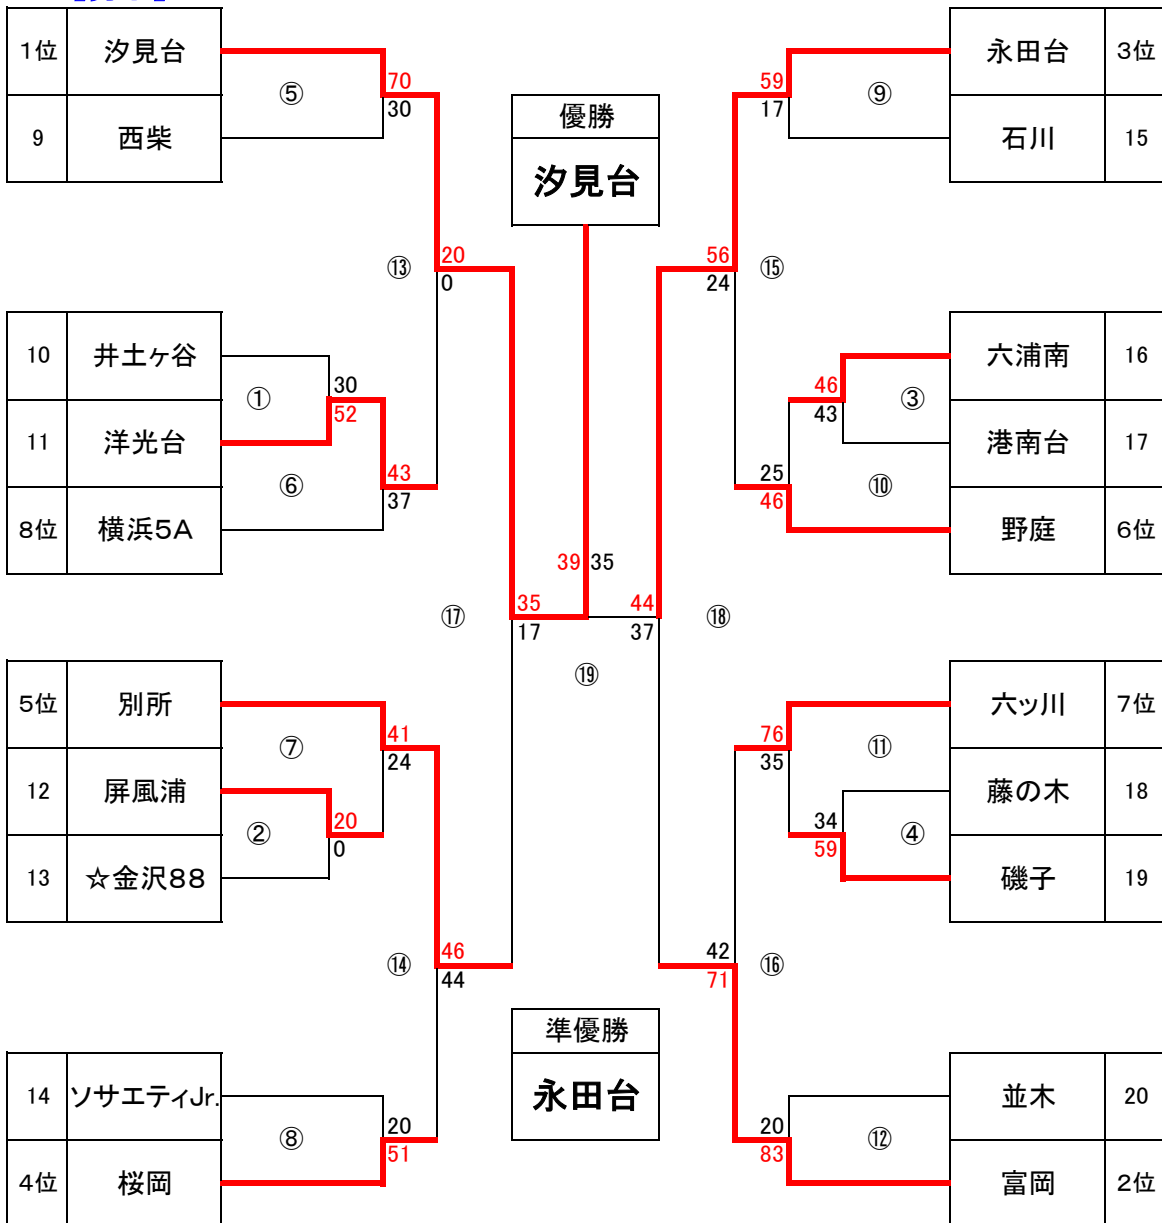 1位 汐見台
9 西柴
⑤
70
30
10 井土ヶ谷
11 洋光台
8位 横浜5A
①
30
52
⑥
43
37
⑬
20
0
5位 別所
12 屏風浦
13 ☆金沢88
⑦
41
24
②
20
0
14 ソサエティJr.
4位 桜岡
⑧
20
51
⑭
46
44
⑰
35
17
優勝
汐見台
39 35
⑲
準優勝
永田台
永田台 3位
石川 15
⑨
59
17
六浦南 16
港南台 17
野庭 6位
③
46
43
⑩
25
46
⑮
56
24
⑱
44
37
六ッ川 7位
藤の木 18
磯子 19
⑪
76
35
④
34
59
⑯
42
71
並木 20
富岡 2位
⑫
20
83